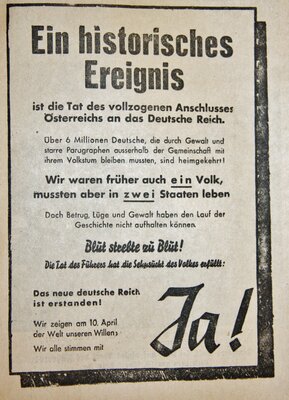 Ein historisches
Ereignis
ist die Tat des vollzogenen Anschlusses
Österreichs an das Deutsche Reich.
Über 6 Millionen Deutsche, die durch Gewalt und
starre Paragraphen ausserhalb der Gemeinschaft mit
ihrem Volkstum bleiben mussten, sind heimgekehrt!
Wir waren früher auch ein Volk,
mussten aber in zwei Staaten leben
Doch Betrug, Lüge und Gewalt haben den Lauf der
Geschichte nicht aufhalten können.
Blut strebte zu Blut!
Die Tat des Führers hat die Sehnsucht des Volkes erfüllt:
Das neue deutsche Reich
ist erstanden!
Wir zeigen am 10. April
der Welt unseren Willen.
Wir alle stimmen mit
Ja!